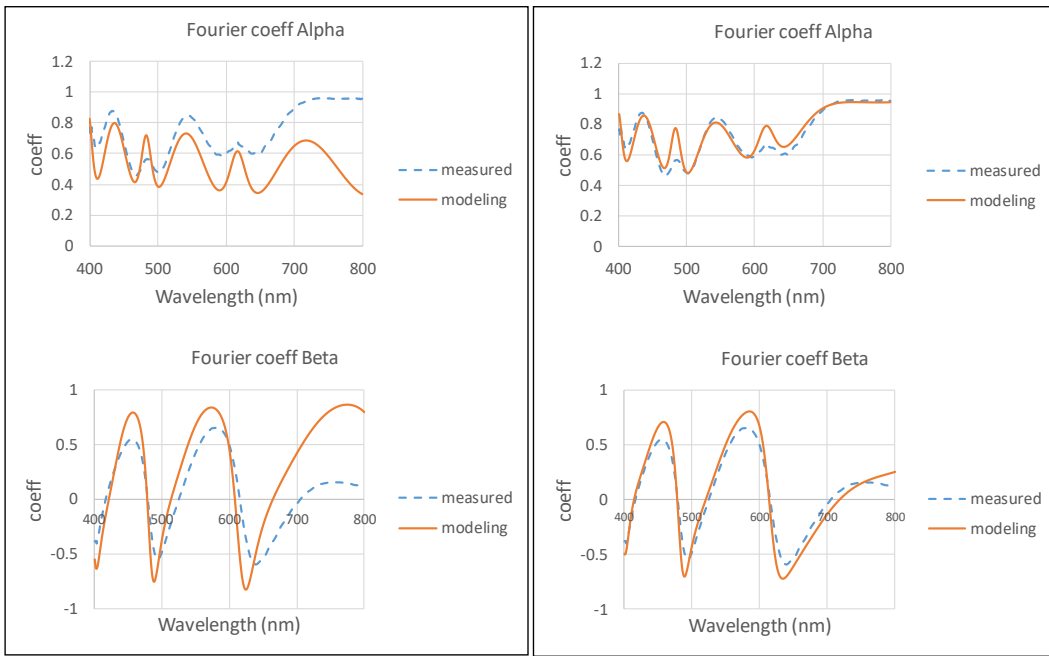 Fourier coeff Alpha
1.2
1
0.8
0.6
0.4
0.2
0
400 500 600 700 800
coeff
Wavelength (nm)
measured
modeling
Fourier coeff Beta
1
0.5
0
-0.5
-1
400 500 600 700 800
coeff
Wavelength (nm)
measured
modeling
Fourier coeff Alpha
1.2
1
0.8
0.6
0.4
0.2
0
400 500 600 700 800
coeff
Wavelength (nm)
measured
modeling
Fourier coeff Beta
1
0.5
0
-0.5
-1
400 500 600 700 800
coeff
Wavelength (nm)
measured
modeling